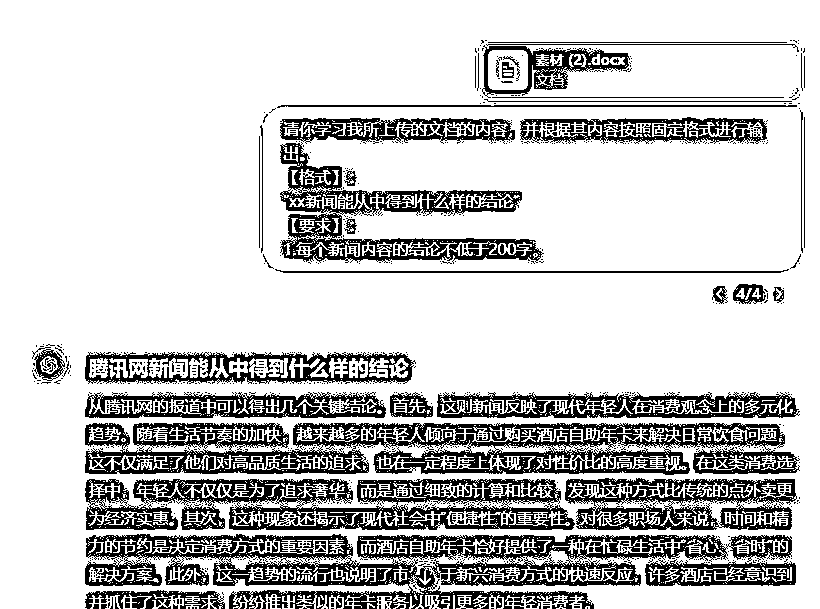 素材 (2).docx
文档
请你学习我所上传的文档的内容，并根据其内容按照固定格式进行输
出。
【格式】：
"xx新闻能从中得到什么样的结论"
【要求】：
1.每个新闻内容的结论不低于200字。
4/4
腾讯网新闻能从中得到什么样的结论
从腾讯网的报道中可以得出几个关键结论。首先，这则新闻反映了现代年轻人在消费观念上的多元化
趋势。随着生活节奏的加快，越来越多的年轻人倾向于通过购买酒店自助年卡来解决日常饮食问题，
这不仅满足了他们对高品质生活的追求，也在一定程度上体现了对性价比的高度重视。在这类消费选
择中，年轻人不仅仅是为了追求奢华，而是通过细致的计算和比较，发现这种方式比传统的点外卖更
为经济实惠。其次，这种现象还揭示了现代社会中"便捷性"的重要性。对很多职场人来说，时间和精
力的节约是决定消费方式的重要因素，而酒店自助年卡恰好提供了一种在忙碌生活中"省心、省时"的
解决方案。此外，这一趋势的流行也说明了市 于新兴消费方式的快速反应，许多酒店已经意识到
并抓住了这种需求，纷纷推出类似的年卡服务以吸引更多的年轻消费者。